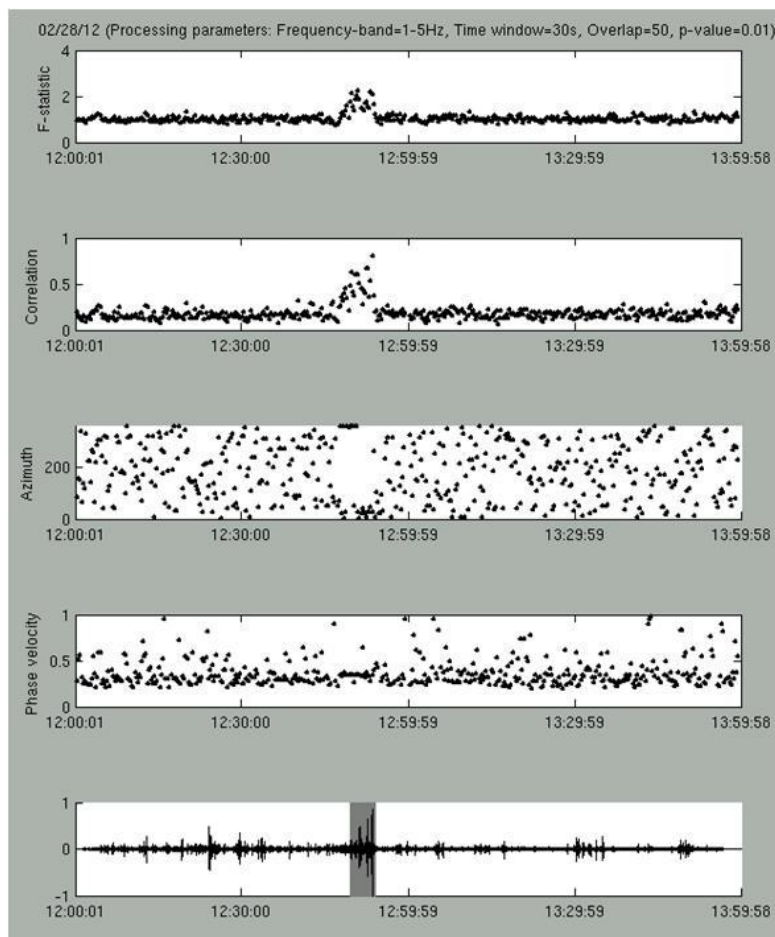 02/28/12 (Processing parameters: Frequency-band=1-5Hz, Time window=30s, Overlap=50, p-value=0.01)
F-statistic
4
2
0
12:00:01 12:30:00 12:59:59 13:29:59 13:59:58
Correlation
1
0.5
0
12:00:01 12:30:00 12:59:59 13:29:59 13:59:58
Azimuth
200
0
12:00:01 12:30:00 12:59:59 13:29:59 13:59:58
Phase velocity
1
0.5
0
12:00:01 12:30:00 12:59:59 13:29:59 13:59:58
1
0
-1
12:00:01 12:30:00 12:59:59 13:29:59 13:59:58